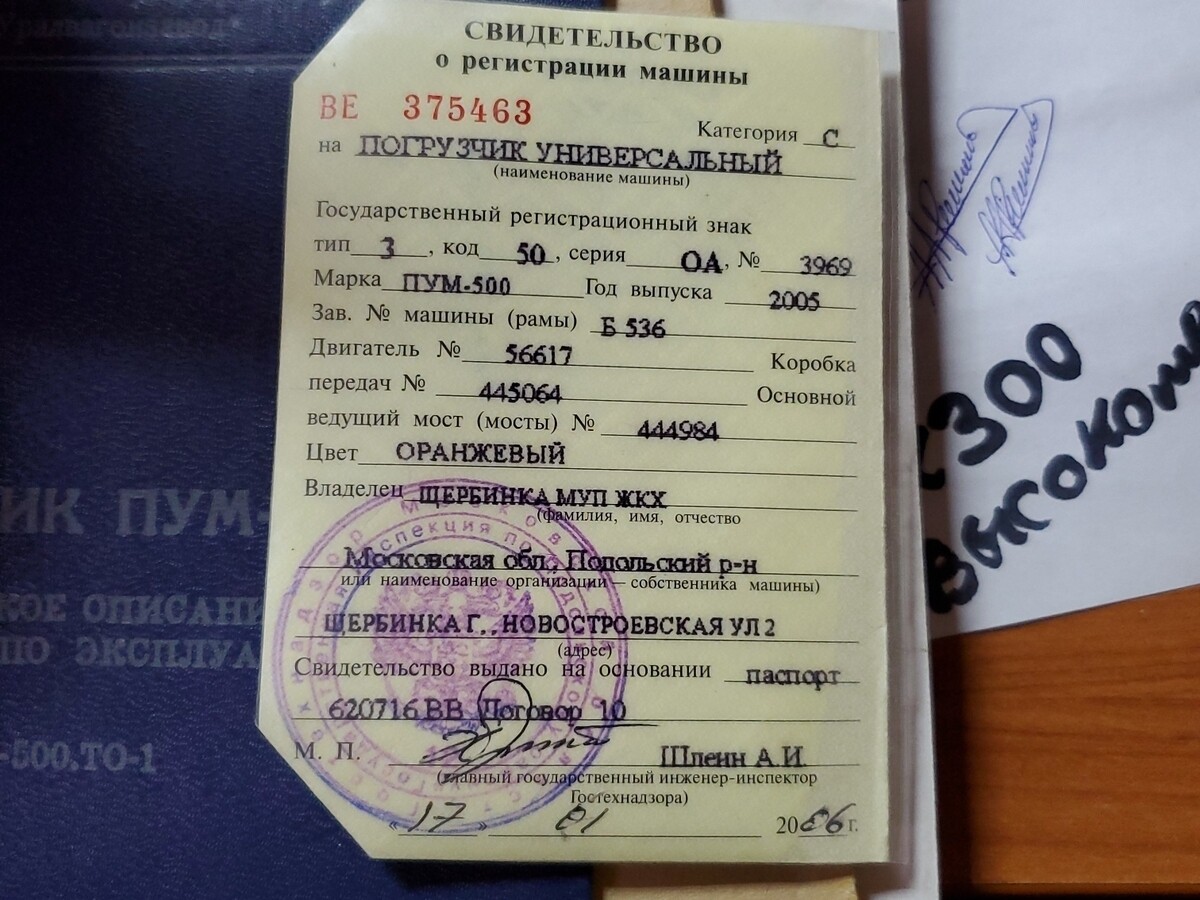 Уралвагонзавод
СВИДЕТЕЛЬСТВО
о регистрации машины
ВЕ 375463
Категория С
на ПОГРУЗЧИК УНИВЕРСАЛЬНЫЙ
(наименование машины)
Государственный регистрационный знак
тип 3, код 50, серия ОА, № 3969
Марка ПУМ-500 Год выпуска 2005
Зав. № машины (рамы) Б 536
Двигатель № 56617 Коробка
передач № 445064 Основной
ведущий мост (мосты) № 444984
Цвет ОРАНЖЕВЫЙ
Владелец ЩЕРБИНКА МУП ЖКХ
(фамилия, имя, отчество
Московская обл., Подольский р-н
или наименование организации — собственника машины)
ЩЕРБИНКА Г., НОВОСТРОЕВСКАЯ УЛ 2
(адрес)
Свидетельство выдано на основании паспорт
620716 ВВ Договор 10
М. П. Шлеин А.И.
(главный государственный инженер-инспектор
Гостехнадзора)
« 17 » 01 2006 г.
ИК ПУМ-
КОЕ ОПИСАНИ
ПО ЭКСПЛУА
-500.ТО-1
300